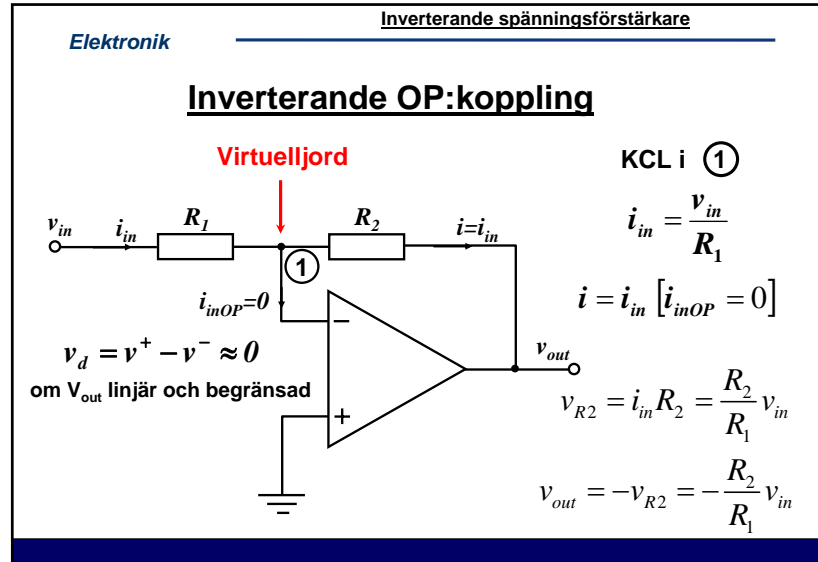 Inverterande spänningsförstärkare
Elektronik
Inverterande OP:koppling
Virtuelljord
KCL i ①
v_in
i_in
R_1
R_2
i=i_in
①
i_inOP=0
−
+
v_out
v_d = v⁺ − v⁻ ≈ 0
om V_out linjär och begränsad
i_in = v_in / R_1
i = i_in [i_inOP = 0]
v_R2 = i_in R_2 = R_2 / R_1 v_in
v_out = −v_R2 = − R_2 / R_1 v_in